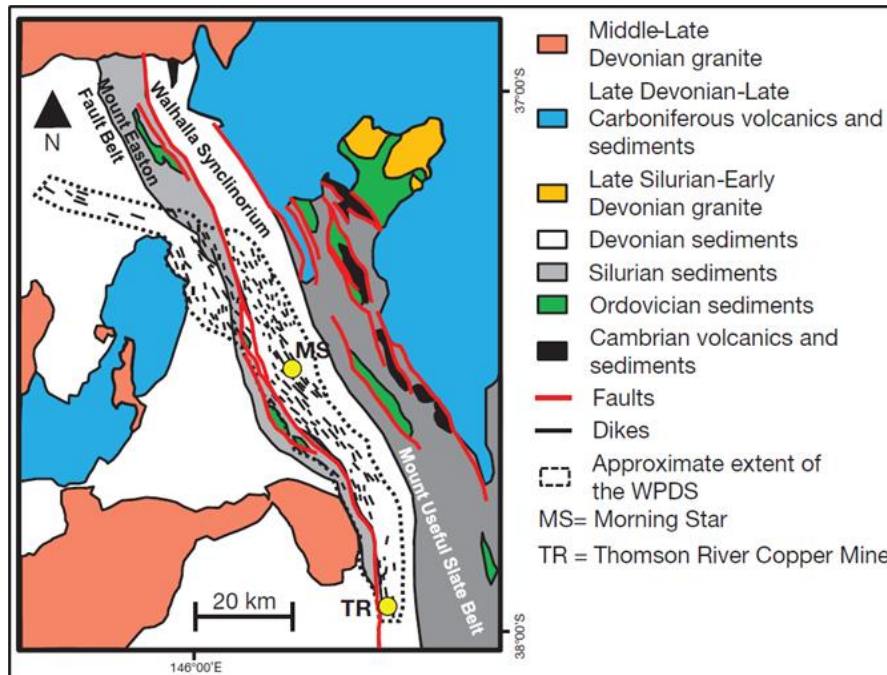 N
Mount Easton
Fault Belt
Walhalla Synclinorium
MS
Mount Useful Slate Belt
TR
20 km
146°00'E
37°00'S
38°00'S
Middle-Late
Devonian granite
Late Devonian-Late
Carboniferous volcanics and
sediments
Late Silurian-Early
Devonian granite
Devonian sediments
Silurian sediments
Ordovician sediments
Cambrian volcanics and
sediments
Faults
Dikes
Approximate extent of
the WPDS
MS= Morning Star
TR = Thomson River Copper Mine